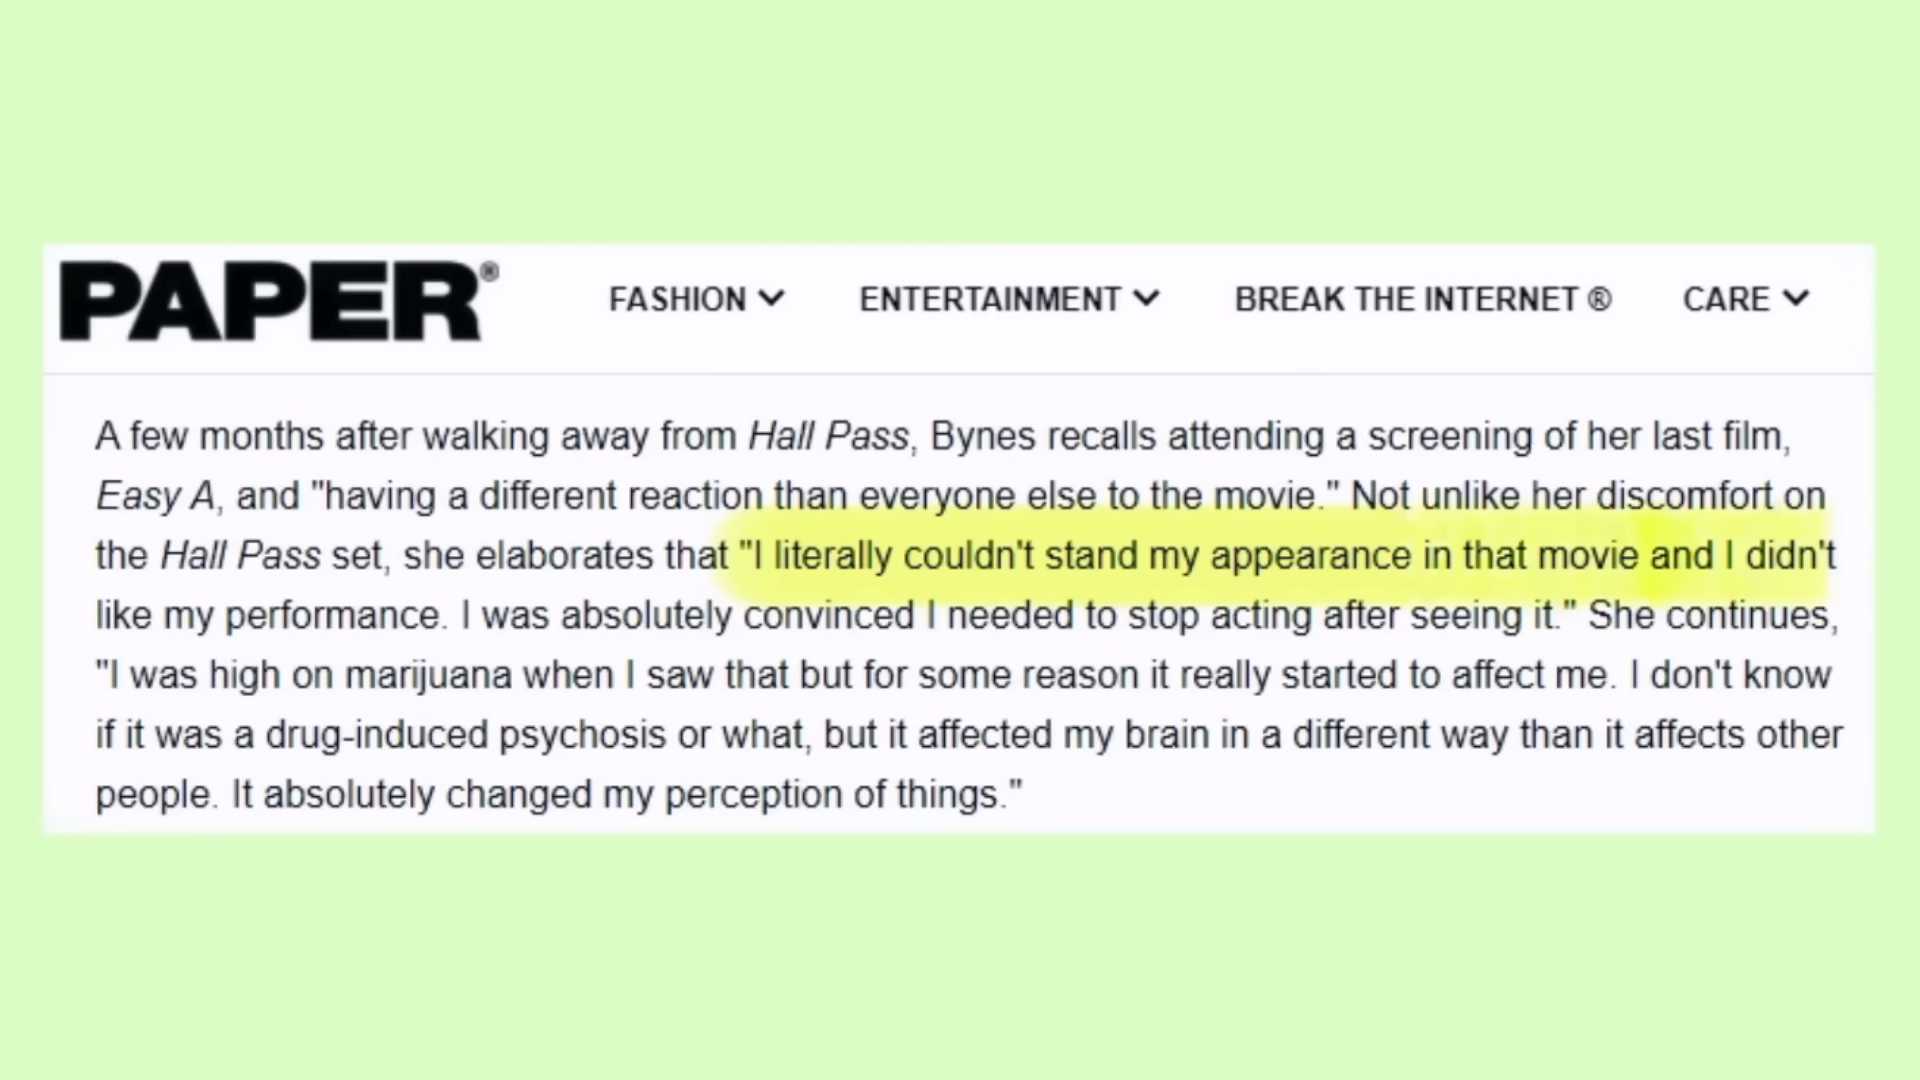 PAPER®
FASHION
ENTERTAINMENT
BREAK THE INTERNET ®
CARE
A few months after walking away from Hall Pass, Bynes recalls attending a screening of her last film,
Easy A, and "having a different reaction than everyone else to the movie." Not unlike her discomfort on
the Hall Pass set, she elaborates that "I literally couldn't stand my appearance in that movie and I didn't
like my performance. I was absolutely convinced I needed to stop acting after seeing it." She continues,
"I was high on marijuana when I saw that but for some reason it really started to affect me. I don't know
if it was a drug-induced psychosis or what, but it affected my brain in a different way than it affects other
people. It absolutely changed my perception of things."